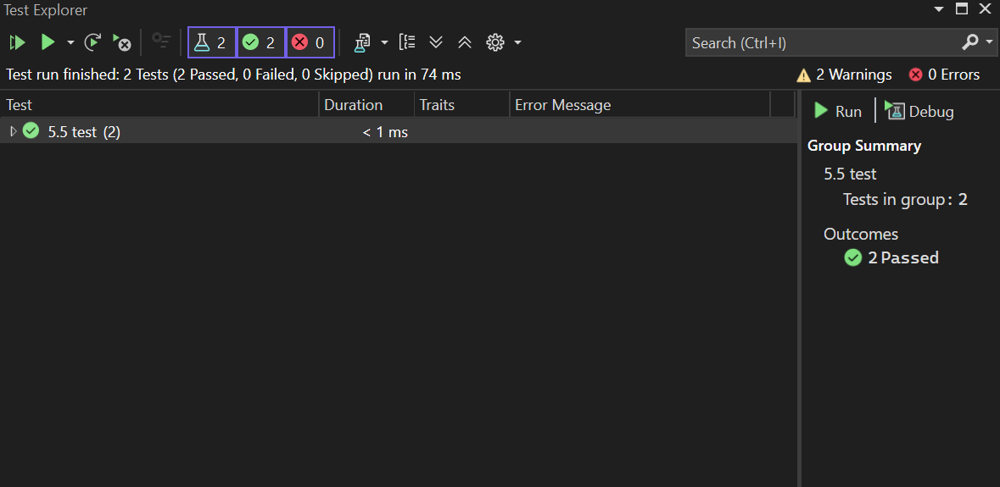 Test Explorer
2 2 0 Search (Ctrl+I)
Test run finished: 2 Tests (2 Passed, 0 Failed, 0 Skipped) run in 74 ms 2 Warnings 0 Errors
Test Duration Traits Error Message
5.5 test (2) < 1 ms
Run Debug
Group Summary
5.5 test
Tests in group: 2
Outcomes
2 Passed